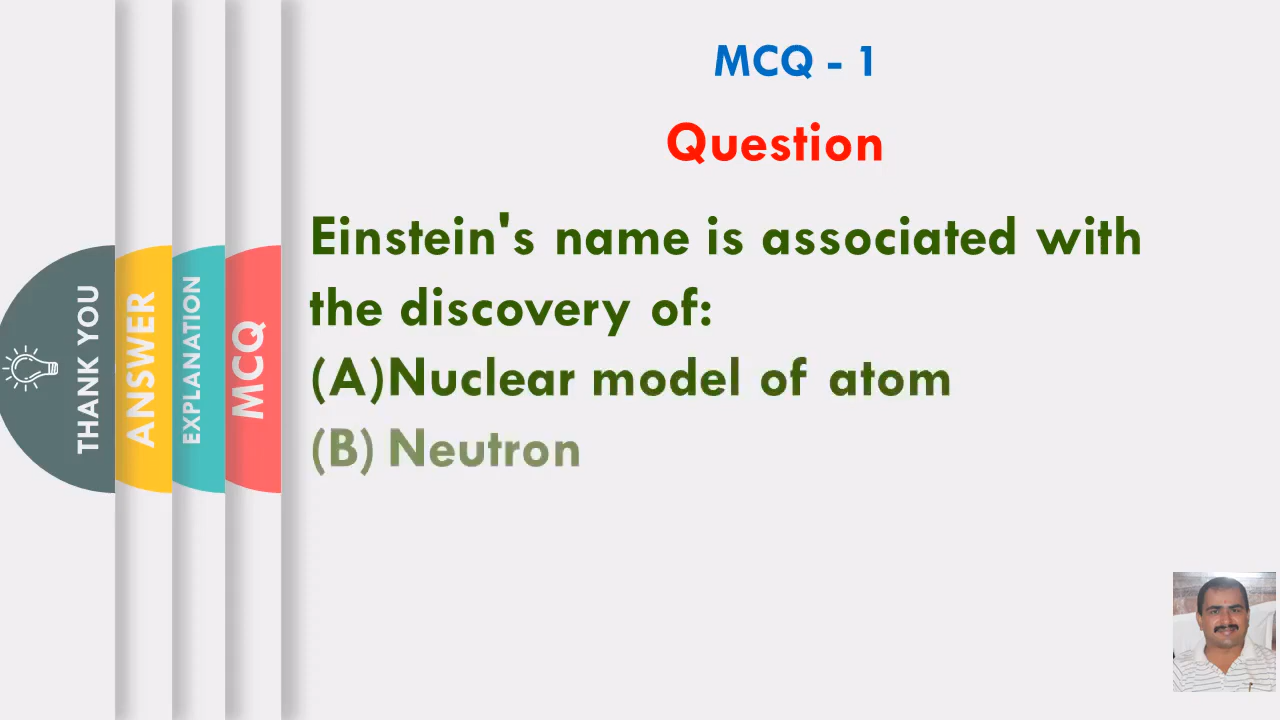 MCQ - 1
Question
Einstein's name is associated with
the discovery of:
(A)Nuclear model of atom
(B) Neutron
THANK YOU
ANSWER
EXPLANATION
MCQ